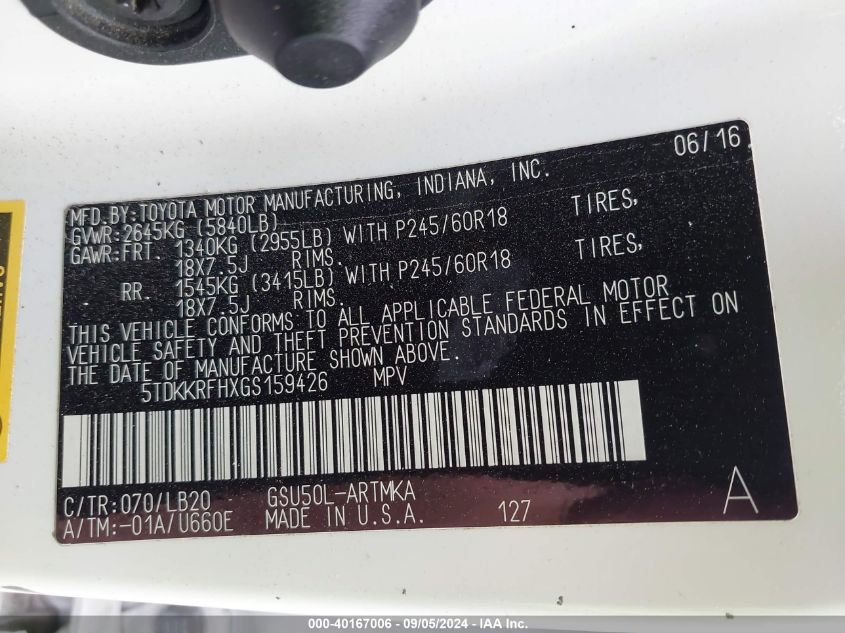 06/16
MFD.BY:TOYOTA MOTOR MANUFACTURING, INDIANA, INC.
GVWR:2645KG (5840LB)
GAWR:FRT. 1340KG (2955LB) WITH P245/60R18 TIRES,
18X7.5J RIMS.
RR. 1545KG (3415LB) WITH P245/60R18 TIRES,
18X7.5J RIMS.
THIS VEHICLE CONFORMS TO ALL APPLICABLE FEDERAL MOTOR
VEHICLE SAFETY AND THEFT PREVENTION STANDARDS IN EFFECT ON
THE DATE OF MANUFACTURE SHOWN ABOVE.
5TDKKRFHXGS159426 MPV
C/TR:070/LB20 GSU50L-ARTMKA
A/TM:-01A/U660E MADE IN U.S.A. 127 A
000-40167006 - 09/05/2024 - IAA Inc.